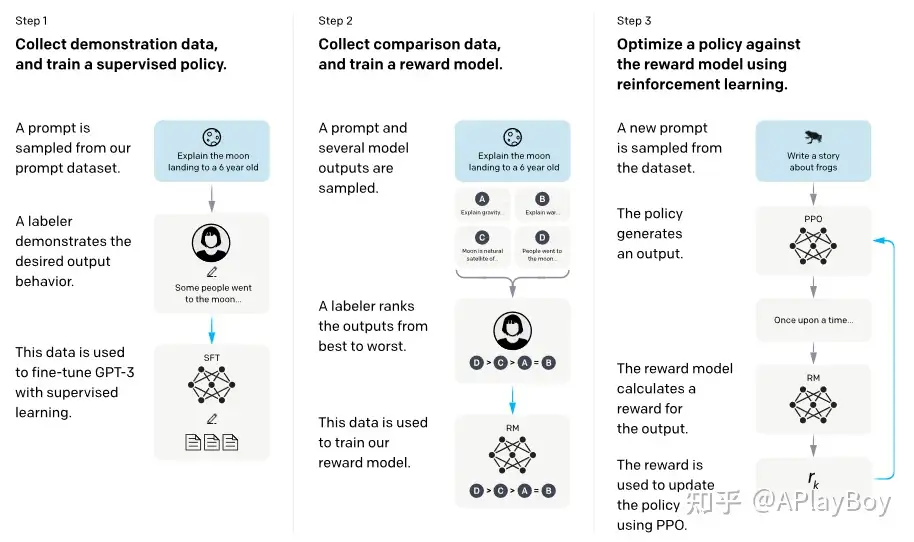 Step 1
Collect demonstration data,
and train a supervised policy.
A prompt is
sampled from our
prompt dataset.
Explain the moon
landing to a 6 year old
A labeler
demonstrates the
desired output
behavior.
Some people went
to the moon...
This data is used
to fine-tune GPT-3
with supervised
learning.
SFT
Step 2
Collect comparison data,
and train a reward model.
A prompt and
several model
outputs are
sampled.
Explain the moon
landing to a 6 year old
A
Explain gravity...
B
Explain war...
C
Moon is natural
satellite of...
D
People went to
the moon...
A labeler ranks
the outputs from
best to worst.
D > C > A = B
This data is used
to train our
reward model.
RM
D > C > A = B
Step 3
Optimize a policy against
the reward model using
reinforcement learning.
A new prompt
is sampled from
the dataset.
Write a story
about frogs
The policy
generates
an output.
PPO
Once upon a time...
The reward model
calculates a
reward for
the output.
RM
The reward is
used to update
the policy
using PPO.
rk
知乎 @APlayBoy